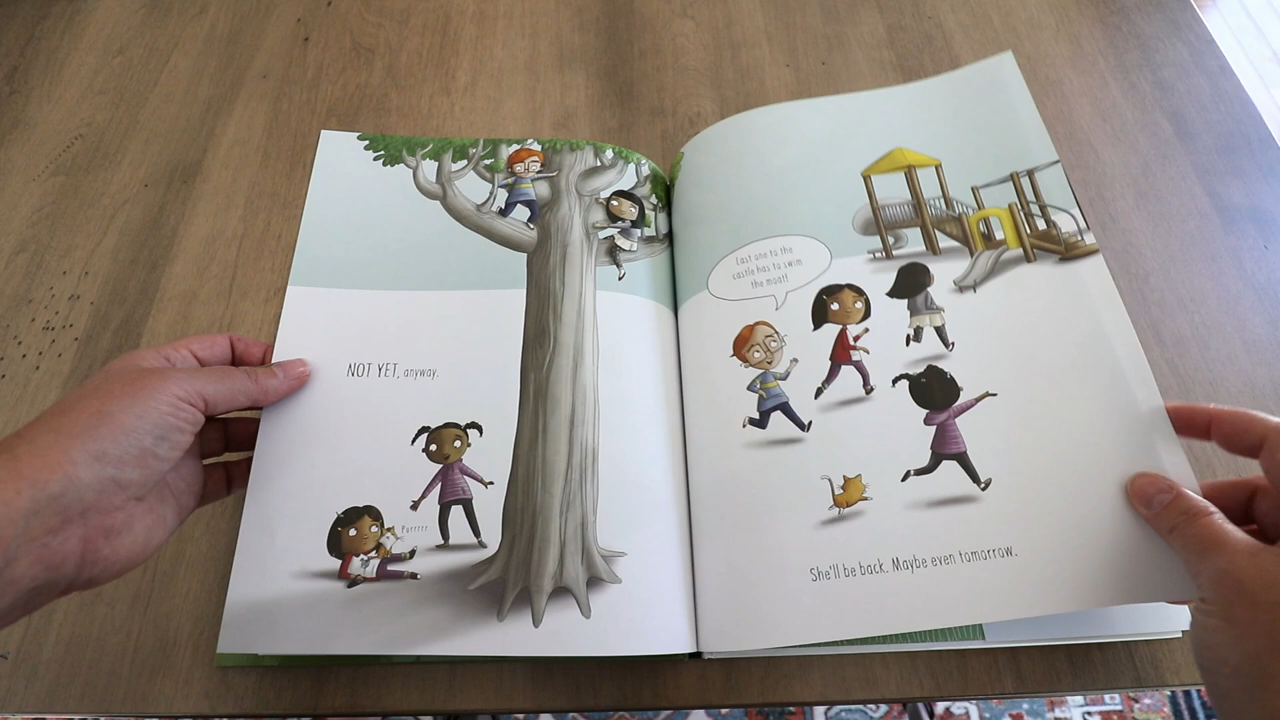 NOT YET, anyway.
Purrrrr
Last one to the
castle has to swim
the moat!
She'll be back. Maybe even tomorrow.